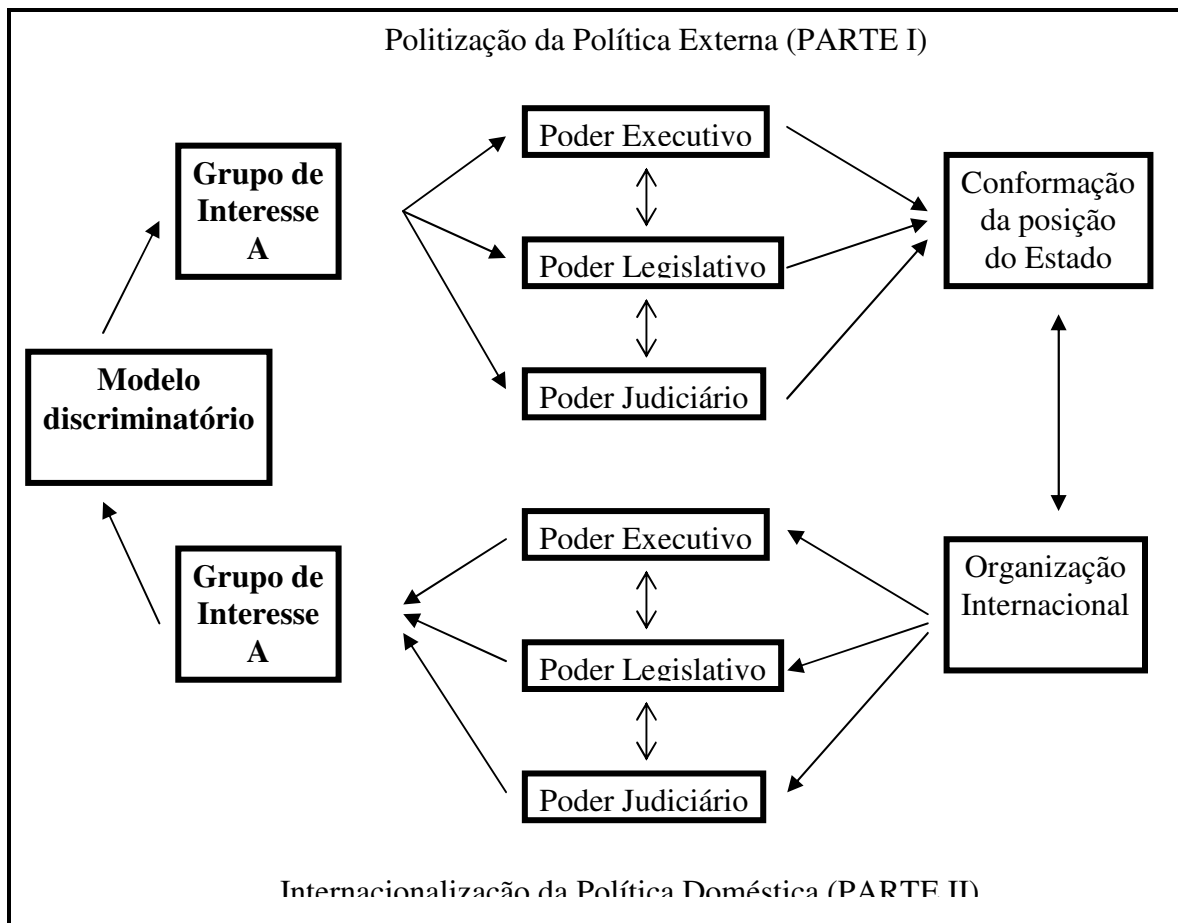 Politização da Política Externa (PARTE I)
Grupo de
Interesse
A
Poder Executivo
Poder Legislativo
Poder Judiciário
Conformação
da posição
do Estado
Modelo
discriminatório
Grupo de
Interesse
A
Poder Executivo
Poder Legislativo
Poder Judiciário
Organização
Internacional
Internacionalização da Política Doméstica (PARTE II)